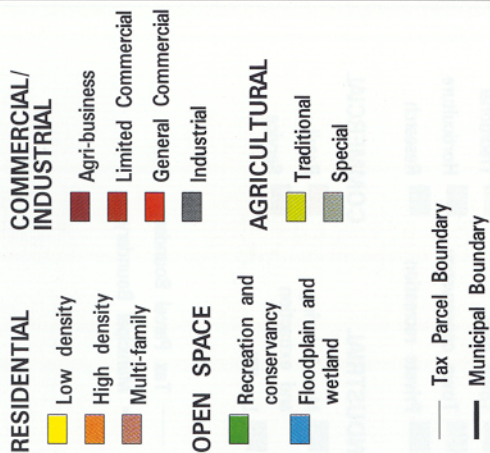 RESIDENTIAL
Low density
High density
Multi-family
OPEN SPACE
Recreation and
conservancy
Floodplain and
wetland
COMMERCIAL/
INDUSTRIAL
Agri-business
Limited Commercial
General Commercial
Industrial
AGRICULTURAL
Traditional
Special
Tax Parcel Boundary
Municipal Boundary